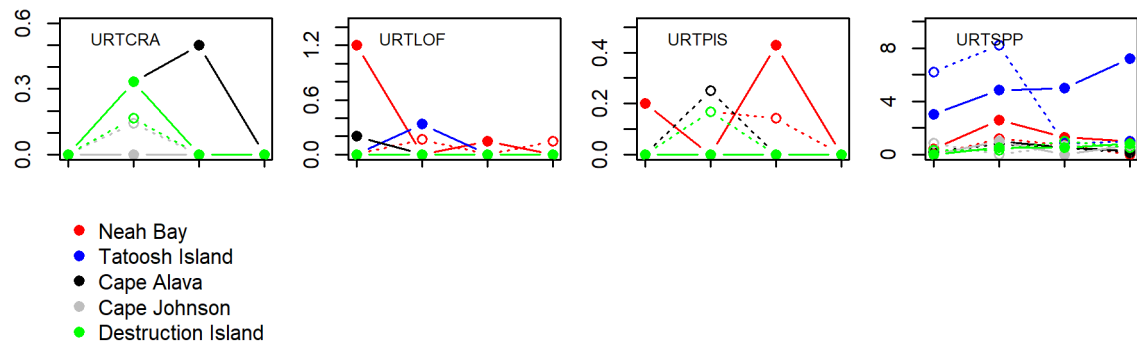 URTCRA
0.0
0.3
0.6
URTLOF
0.0
0.6
1.2
URTPIS
0.0
0.2
0.4
URTSPP
0
4
8
Neah Bay
Tatoosh Island
Cape Alava
Cape Johnson
Destruction Island